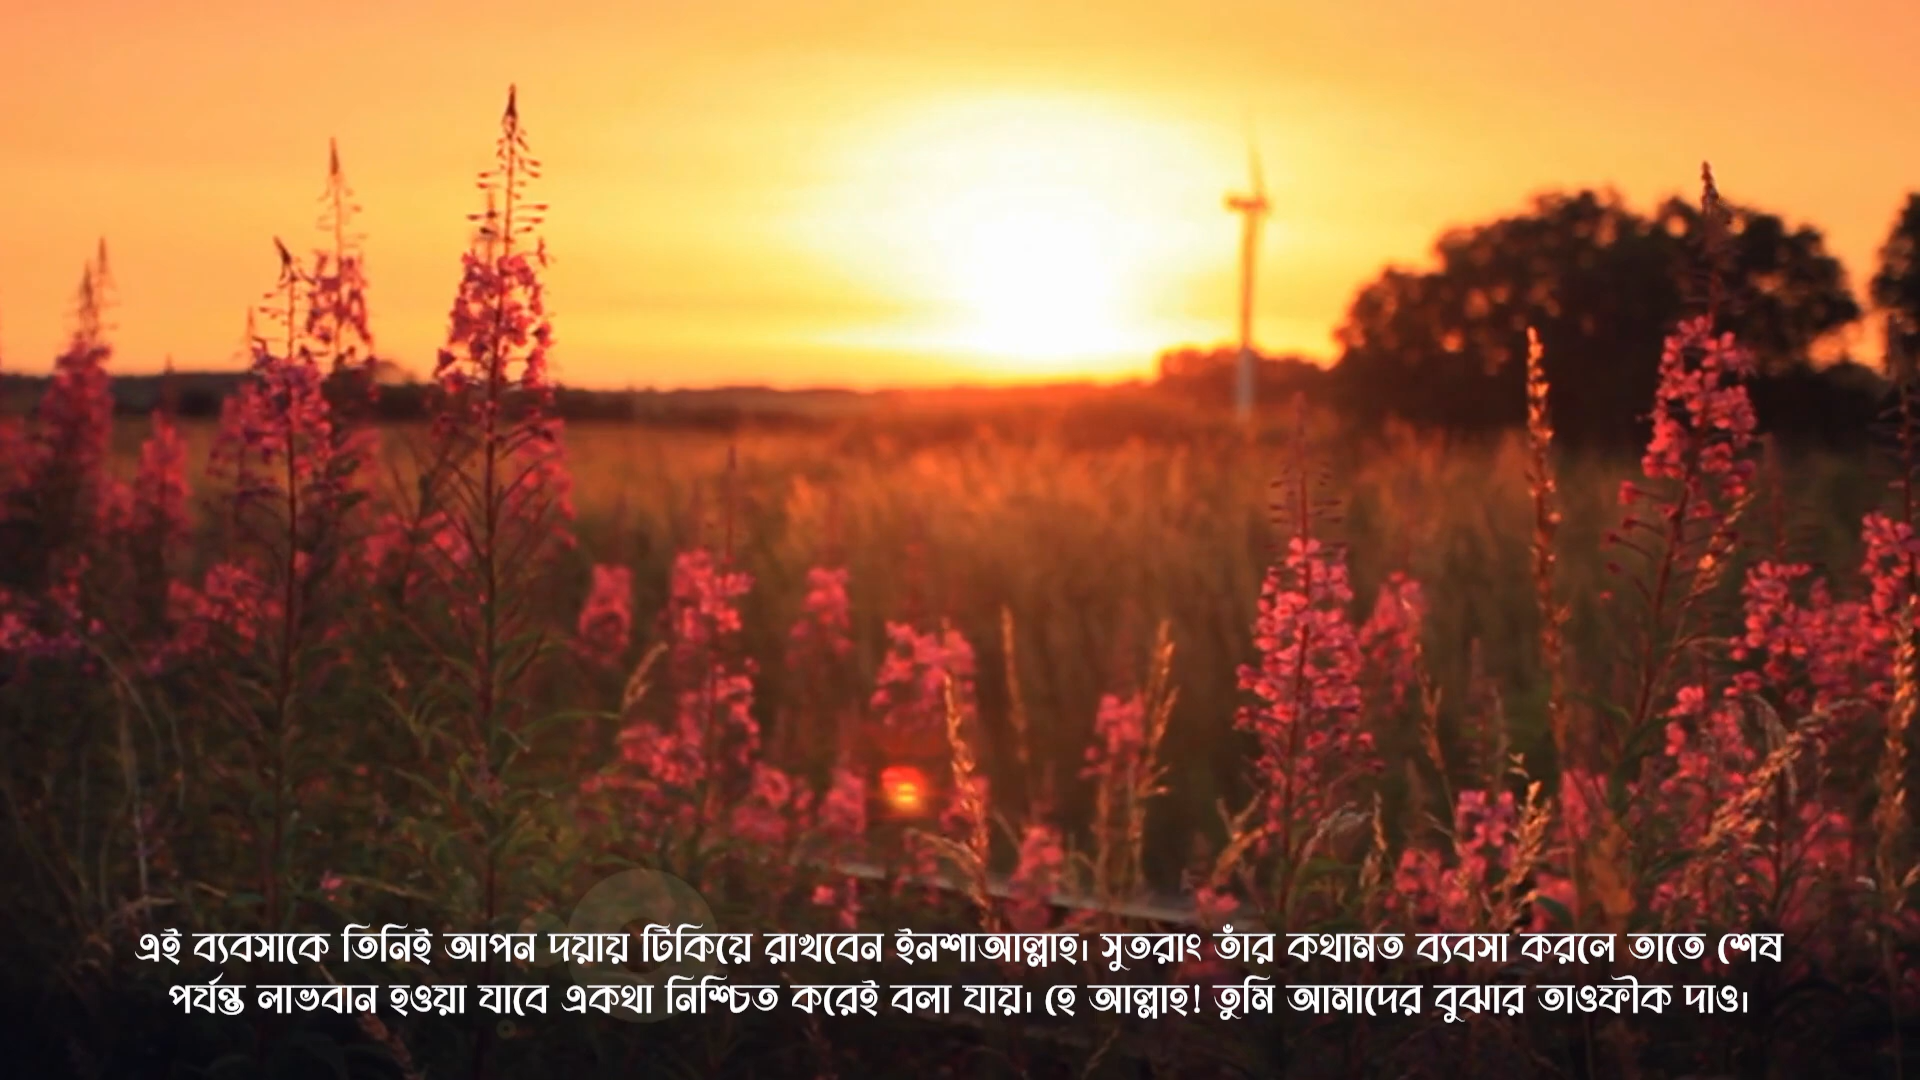 এই ব্যবসাকে তিনিই আপন দয়ায় টিকিয়ে রাখবেন ইনশাআল্লাহ। সুতরাং তাঁর কথামত ব্যবসা করলে তাতে শেষ
পর্যন্ত লাভবান হওয়া যাবে একথা নিশ্চিত করেই বলা যায়। হে আল্লাহ! তুমি আমাদের বুঝার তাওফীক দাও।